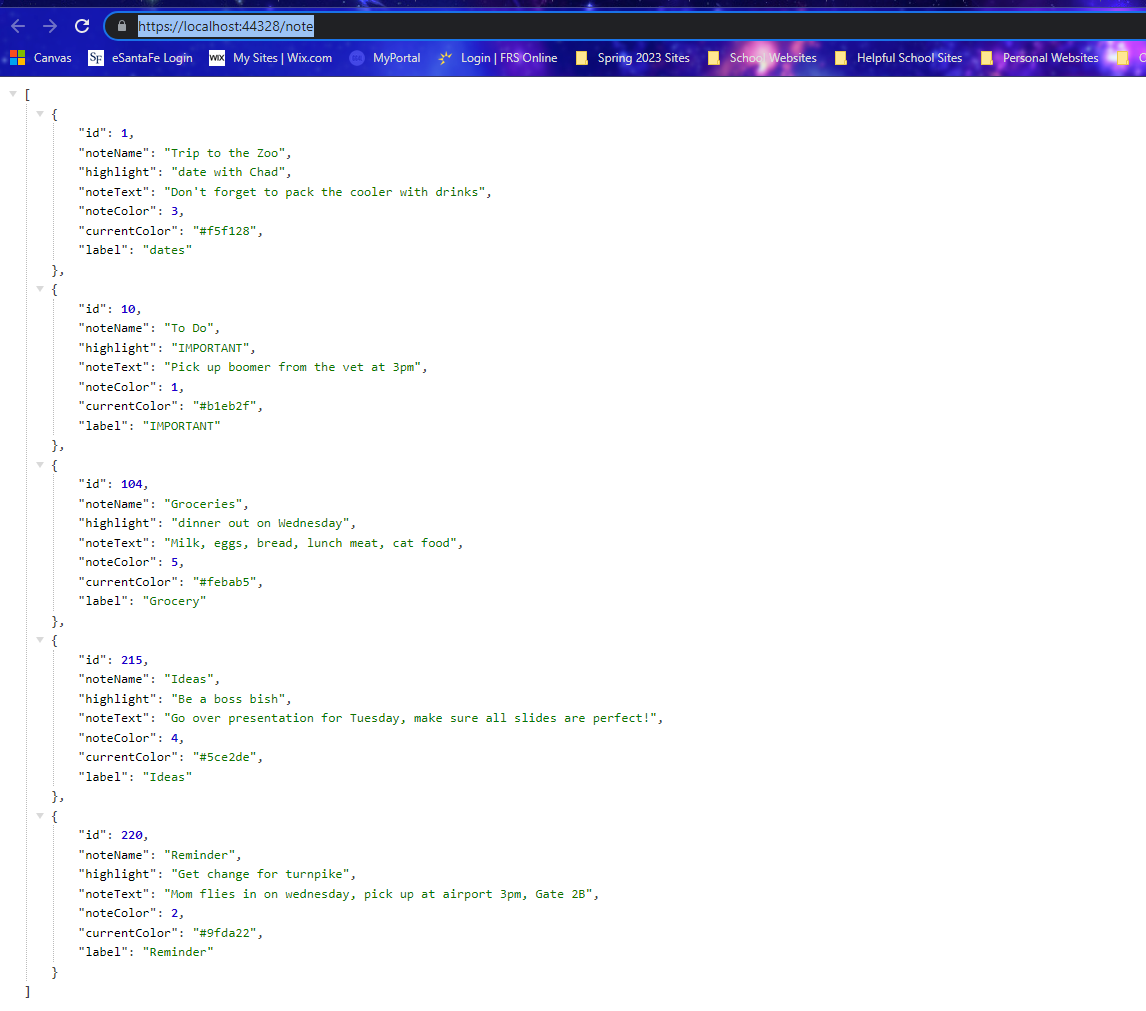 https://localhost:44328/note
Canvas eSantaFe Login My Sites | Wix.com MyPortal Login | FRS Online Spring 2023 Sites School Websites Helpful School Sites Personal Websites
[
{
"id": 1,
"noteName": "Trip to the Zoo",
"highlight": "date with Chad",
"noteText": "Don't forget to pack the cooler with drinks",
"noteColor": 3,
"currentColor": "#f5f128",
"label": "dates"
},
{
"id": 10,
"noteName": "To Do",
"highlight": "IMPORTANT",
"noteText": "Pick up boomer from the vet at 3pm",
"noteColor": 1,
"currentColor": "#b1eb2f",
"label": "IMPORTANT"
},
{
"id": 104,
"noteName": "Groceries",
"highlight": "dinner out on Wednesday",
"noteText": "Milk, eggs, bread, lunch meat, cat food",
"noteColor": 5,
"currentColor": "#febab5",
"label": "Grocery"
},
{
"id": 215,
"noteName": "Ideas",
"highlight": "Be a boss bish",
"noteText": "Go over presentation for Tuesday, make sure all slides are perfect!",
"noteColor": 4,
"currentColor": "#5ce2de",
"label": "Ideas"
},
{
"id": 220,
"noteName": "Reminder",
"highlight": "Get change for turnpike",
"noteText": "Mom flies in on wednesday, pick up at airport 3pm, Gate 2B",
"noteColor": 2,
"currentColor": "#9fda22",
"label": "Reminder"
}
]